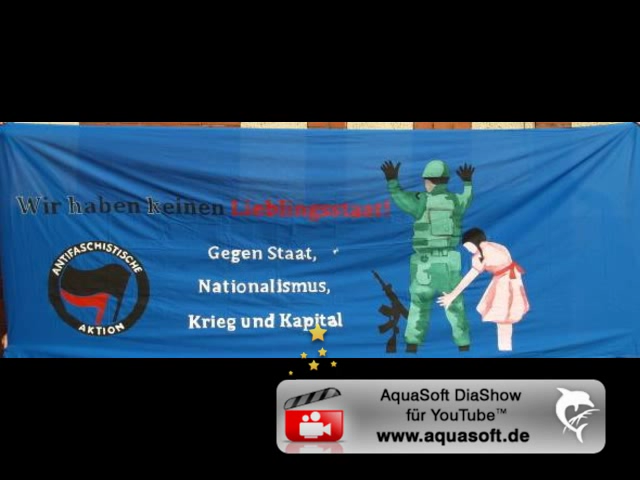 Wir haben keinen Lieblingsstaat!
Gegen Staat,
Nationalismus,
Krieg und Kapital
ANTIFASCHISTISCHE
AKTION
AquaSoft DiaShow
für YouTube™
www.aquasoft.de